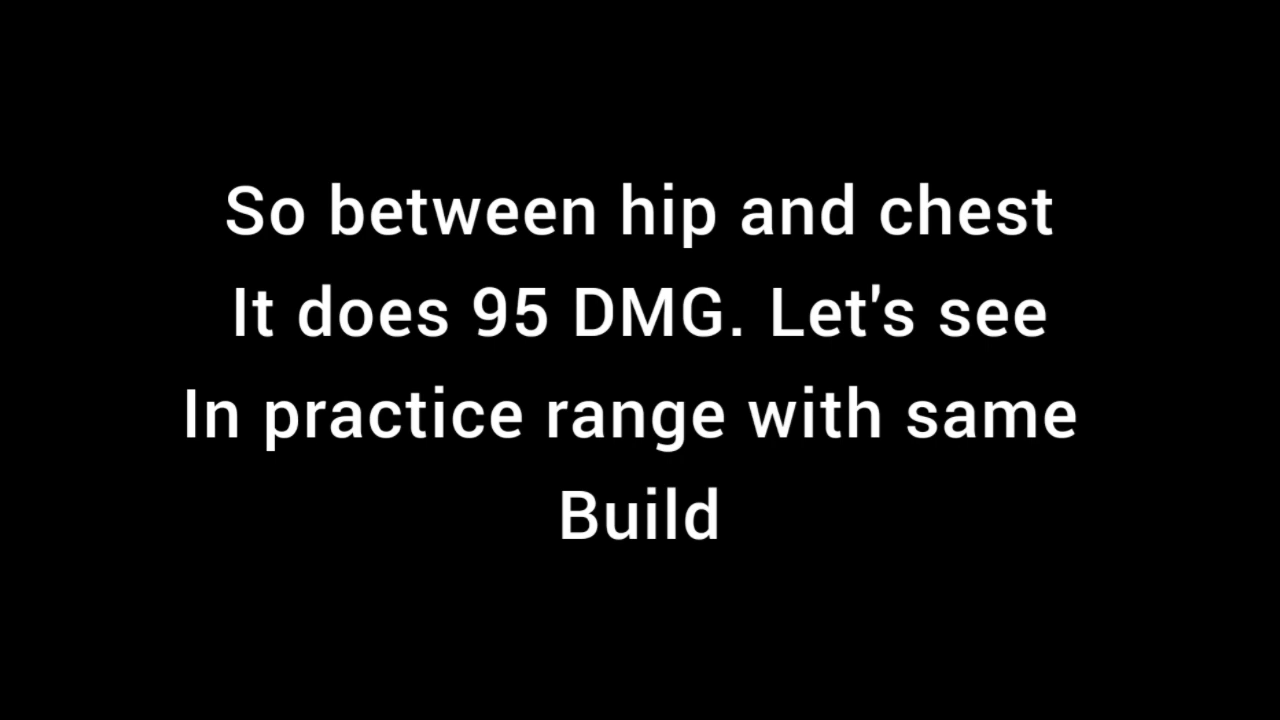 So between hip and chest
It does 95 DMG. Let's see
In practice range with same
Build